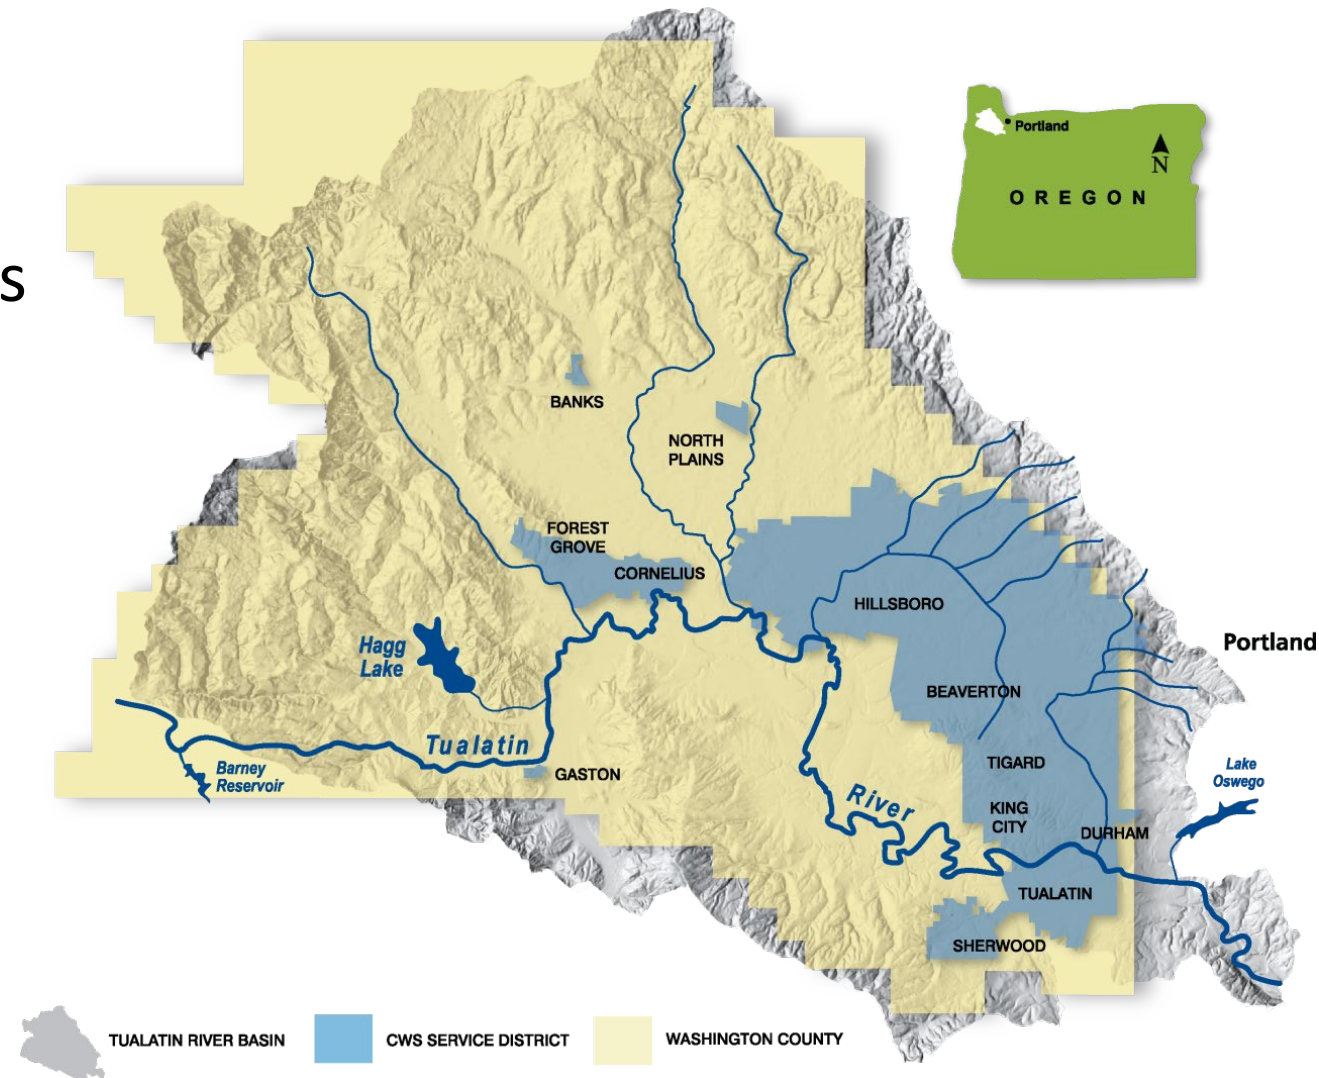 s
Portland
N
OREGON
BANKS
NORTH
PLAINS
FOREST
GROVE
CORNELIUS
HILLSBORO
Hagg
Lake
Portland
BEAVERTON
Tualatin
Barney
Reservoir
GASTON
TIGARD
Lake
Oswego
River
KING
CITY
DURHAM
TUALATIN
SHERWOOD
TUALATIN RIVER BASIN
CWS SERVICE DISTRICT
WASHINGTON COUNTY